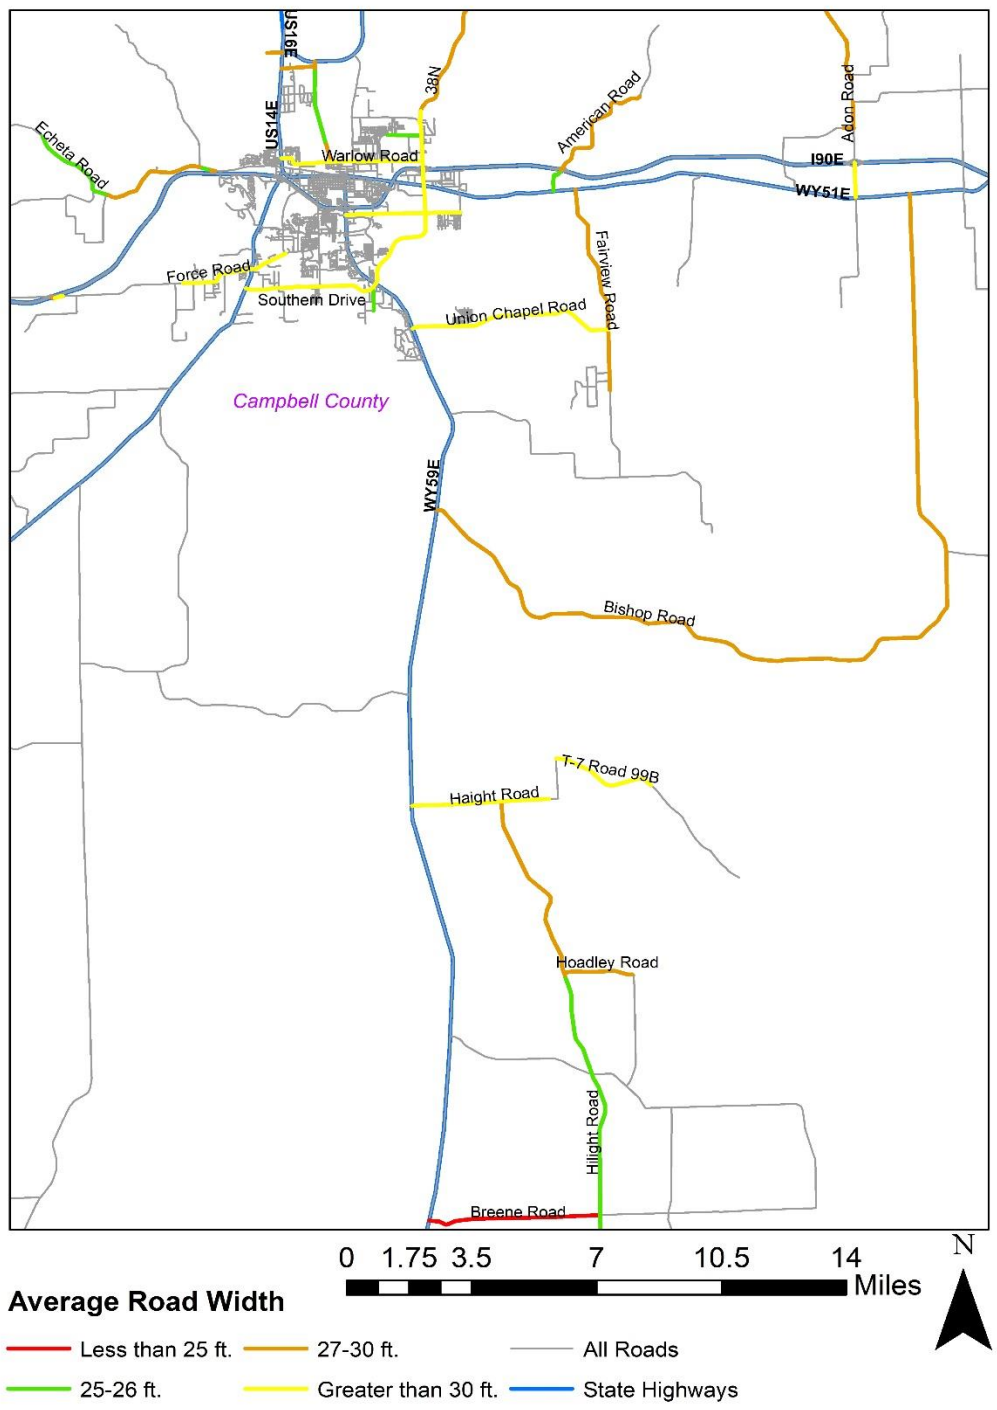 US16E
38N
US14E
American Road
Adon Road
Echeta Road
Warlow Road
I90E
WY51E
Force Road
Fairview Road
Southern Drive
Union Chapel Road
Campbell County
WY59E
Bishop Road
T-7 Road 99B
Haight Road
Hoadley Road
Hilight Road
Breene Road
N
0 1.75 3.5 7 10.5 14
Miles
Average Road Width
Less than 25 ft. 27-30 ft. All Roads
25-26 ft. Greater than 30 ft. State Highways